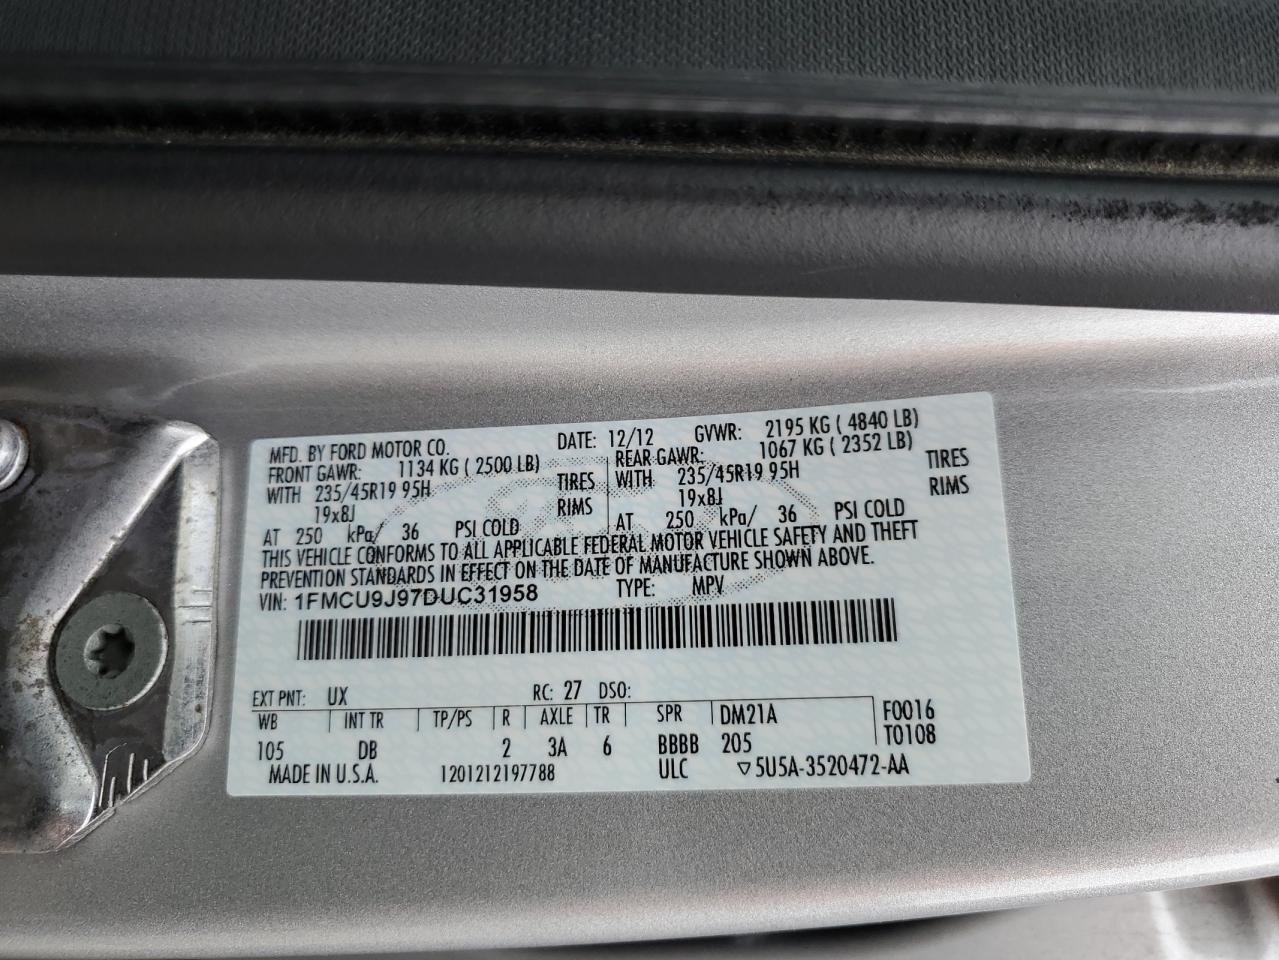 MFD. BY FORD MOTOR CO. DATE: 12/12 GVWR: 2195 KG ( 4840 LB)
FRONT GAWR: 1134 KG ( 2500 LB) REAR GAWR: 1067 KG ( 2352 LB)
WITH 235/45R19 95H TIRES WITH 235/45R19 95H TIRES
19x8J RIMS 19x8J RIMS
AT 250 kPa/ 36 PSI COLD AT 250 kPa/ 36 PSI COLD
THIS VEHICLE CONFORMS TO ALL APPLICABLE FEDERAL MOTOR VEHICLE SAFETY AND THEFT
PREVENTION STANDARDS IN EFFECT ON THE DATE OF MANUFACTURE SHOWN ABOVE.
VIN: 1FMCU9J97DUC31958 TYPE: MPV
EXT PNT: UX RC: 27 DSO:
WB INT TR TP/PS R AXLE TR SPR DM21A F0016
105 DB 2 3A 6 BBBB 205 T0108
MADE IN U.S.A. 1201212197788 ULC ▽5U5A-3520472-AA